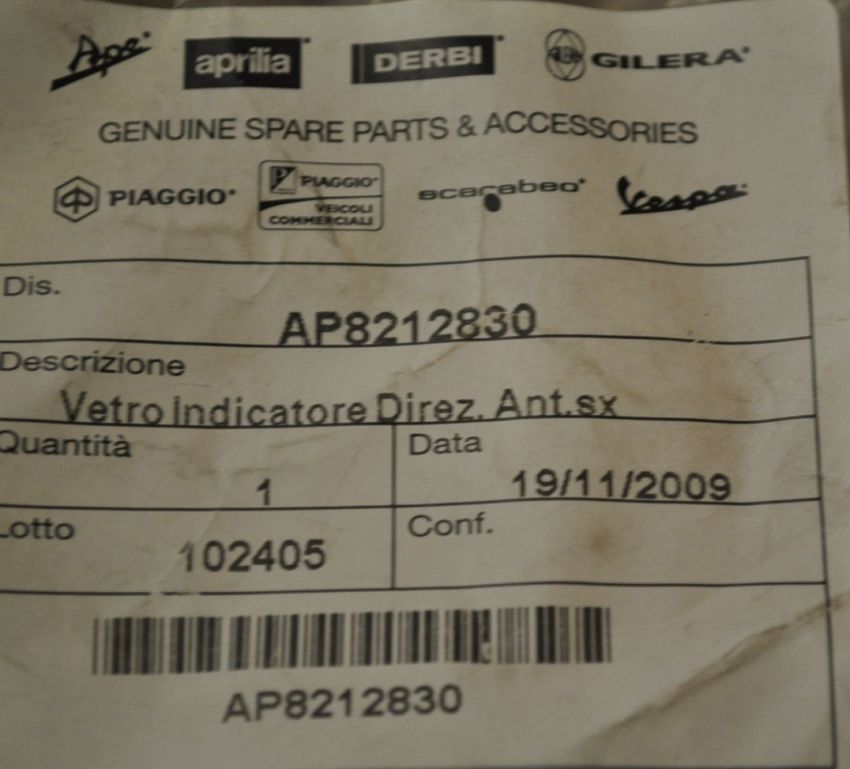 Ape aprilia DERBI GILERA
GENUINE SPARE PARTS & ACCESSORIES
PIAGGIO PIAGGIO VEICOLI COMMERCIALI scarabeo Vespa
Dis.
AP8212830
Descrizione
Vetro Indicatore Direz. Ant.sx
Quantità Data
1 19/11/2009
Lotto Conf.
102405
AP8212830